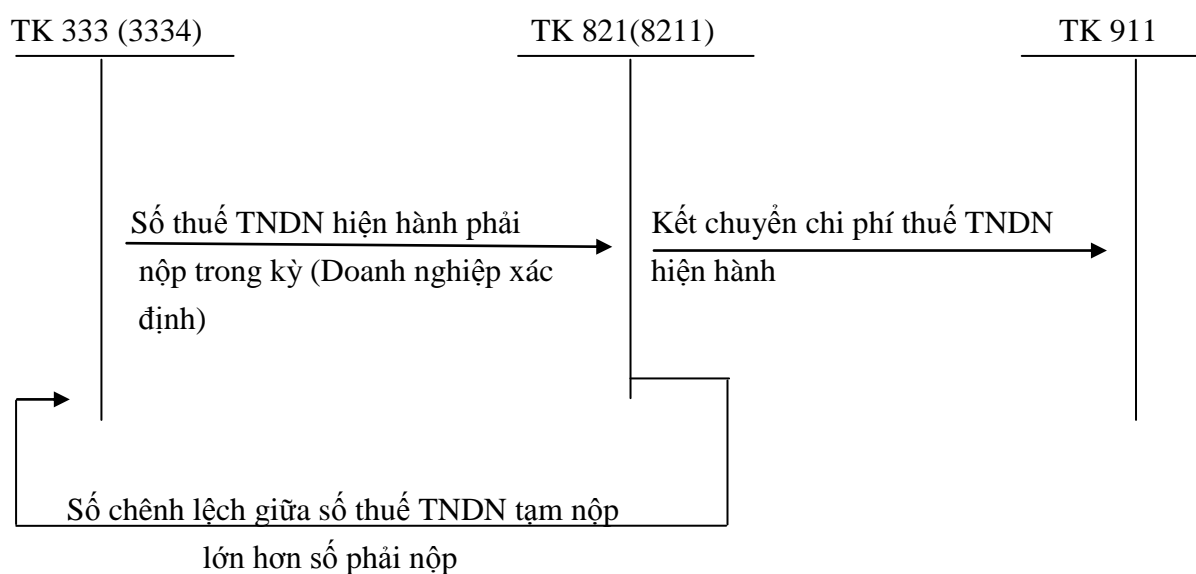 TK 333 (3334)
TK 821(8211)
TK 911
Số thuế TNDN hiện hành phải
nộp trong kỳ (Doanh nghiệp xác
định)
Kết chuyển chi phí thuế TNDN
hiện hành
Số chênh lệch giữa số thuế TNDN tạm nộp
lớn hơn số phải nộp